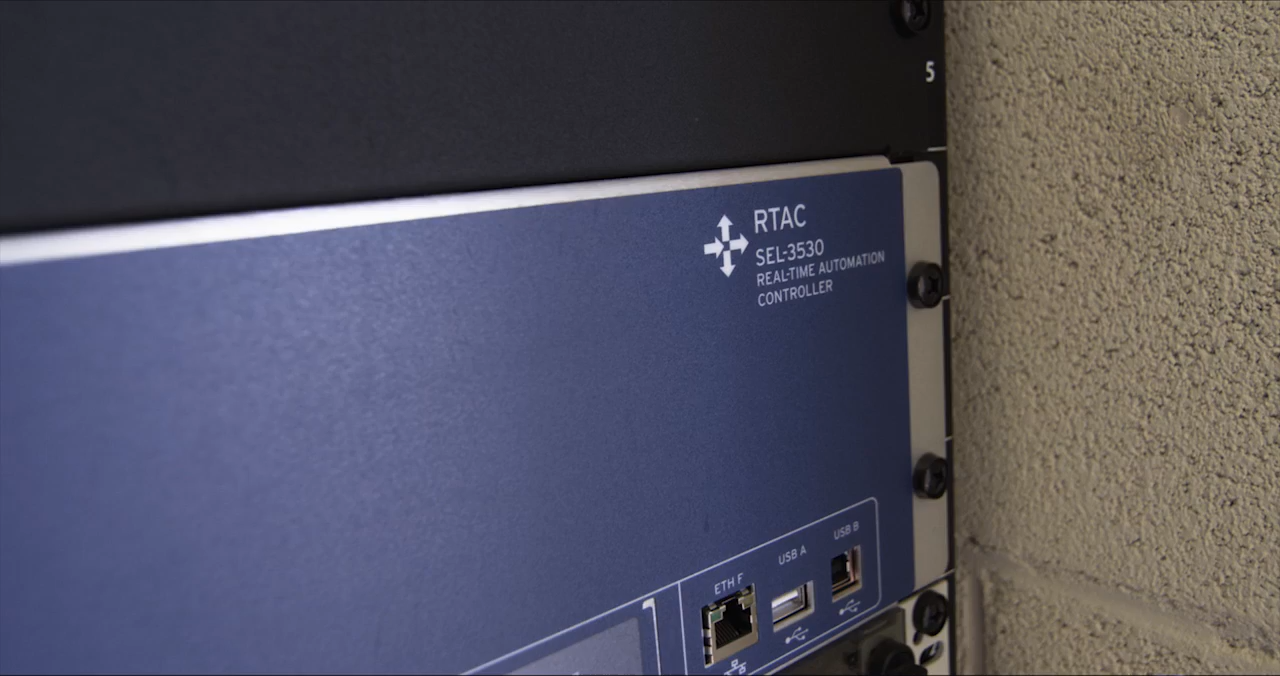 5
RTAC
SEL-3530
REAL-TIME AUTOMATION
CONTROLLER
ETH F
USB A
USB B